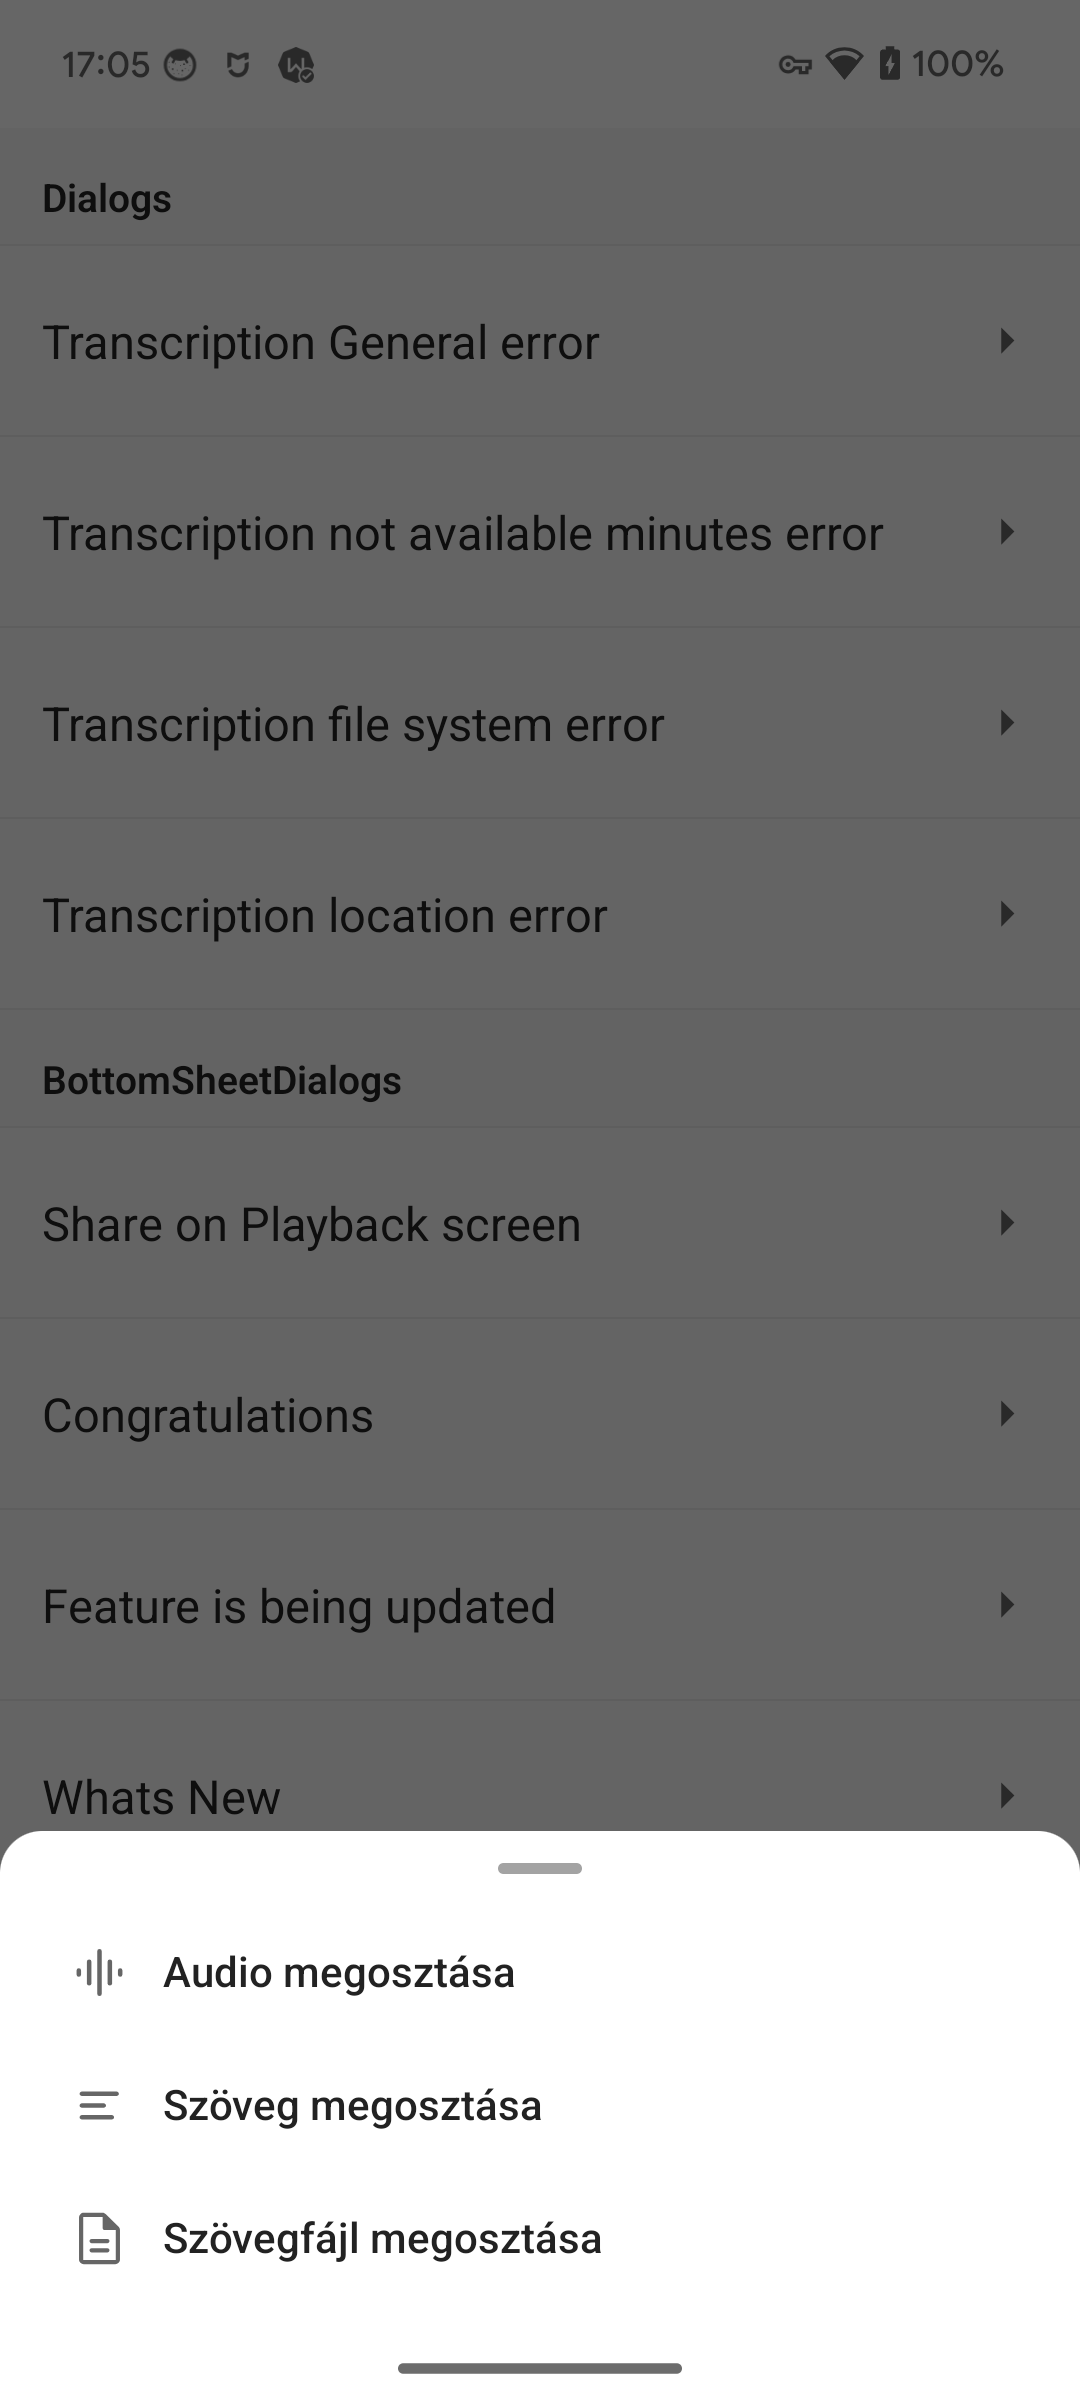 17:05
100%
Dialogs
Transcription General error
Transcription not available minutes error
Transcription file system error
Transcription location error
BottomSheetDialogs
Share on Playback screen
Congratulations
Feature is being updated
Whats New
Audio megosztása
Szöveg megosztása
Szövegfájl megosztása